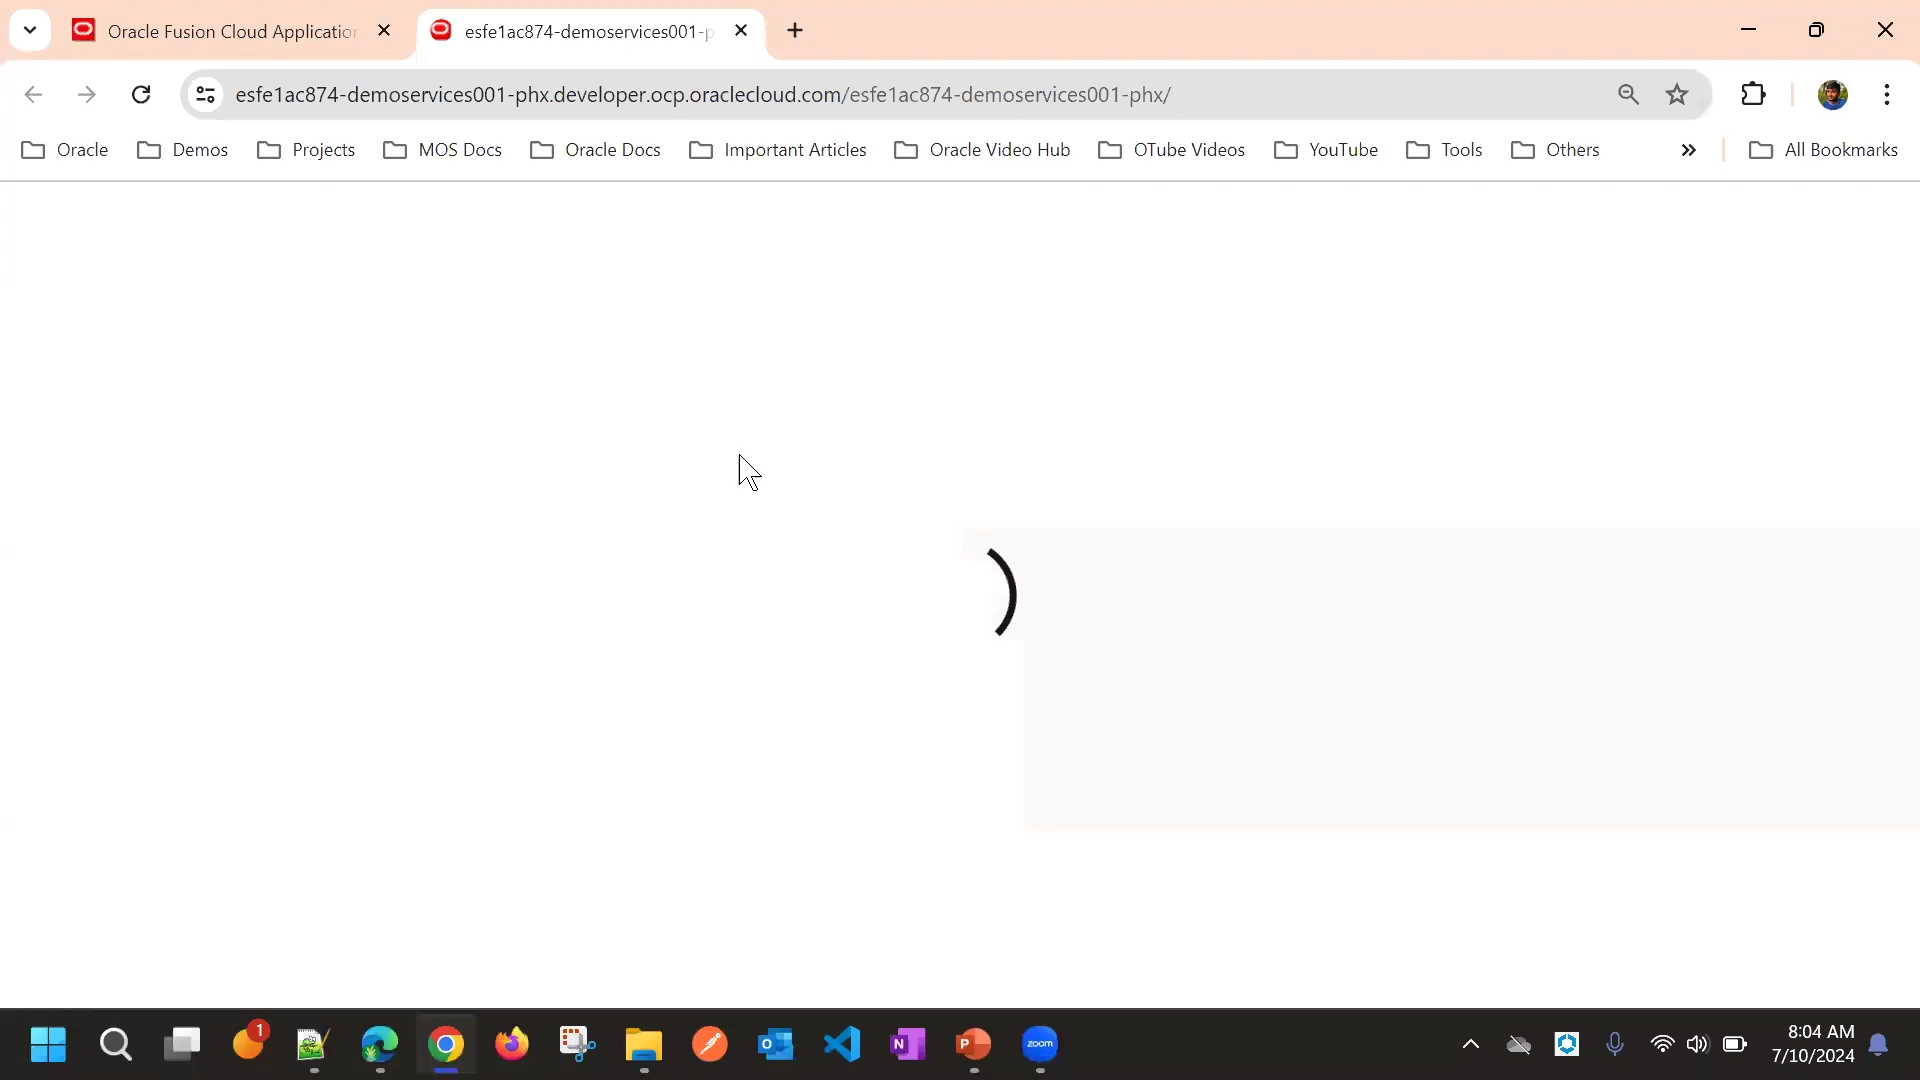 Oracle Fusion Cloud Application
esfe1ac874-demoservices001-p
esfe1ac874-demoservices001-phx.developer.ocp.oraclecloud.com/esfe1ac874-demoservices001-phx/
Oracle
Demos
Projects
MOS Docs
Oracle Docs
Important Articles
Oracle Video Hub
OTube Videos
YouTube
Tools
Others
All Bookmarks
1
zoom
8:04 AM
7/10/2024